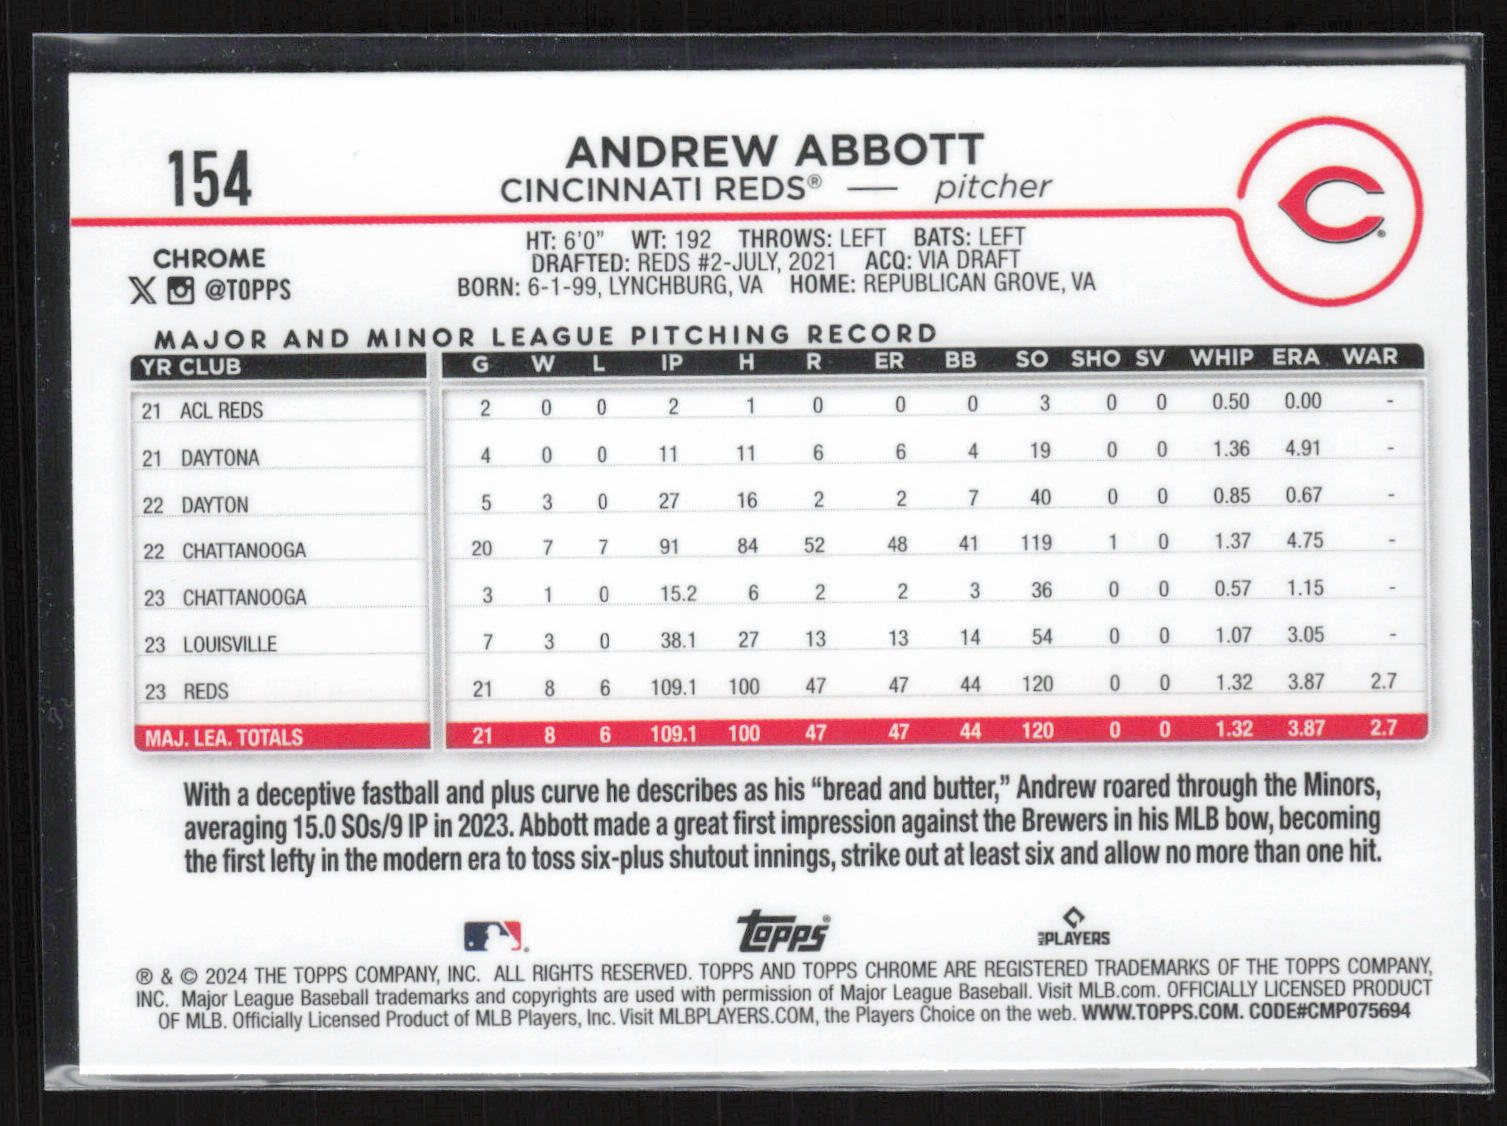 154
ANDREW ABBOTT
CINCINNATI REDS® — pitcher
CHROME
@TOPPS
HT: 6'0" WT: 192 THROWS: LEFT BATS: LEFT
DRAFTED: REDS #2-JULY, 2021 ACQ: VIA DRAFT
BORN: 6-1-99, LYNCHBURG, VA HOME: REPUBLICAN GROVE, VA
MAJOR AND MINOR LEAGUE PITCHING RECORD
YR CLUB G W L IP H R ER BB SO SHO SV WHIP ERA WAR
21 ACL REDS 2 0 0 2 1 0 0 0 3 0 0 0.50 0.00 -
21 DAYTONA 4 0 0 11 11 6 6 4 19 0 0 1.36 4.91 -
22 DAYTON 5 3 0 27 16 2 2 7 40 0 0 0.85 0.67 -
22 CHATTANOOGA 20 7 7 91 84 52 48 41 119 1 0 1.37 4.75 -
23 CHATTANOOGA 3 1 0 15.2 6 2 2 3 36 0 0 0.57 1.15 -
23 LOUISVILLE 7 3 0 38.1 27 13 13 14 54 0 0 1.07 3.05 -
23 REDS 21 8 6 109.1 100 47 47 44 120 0 0 1.32 3.87 2.7
MAJ. LEA. TOTALS 21 8 6 109.1 100 47 47 44 120 0 0 1.32 3.87 2.7
With a deceptive fastball and plus curve he describes as his “bread and butter,” Andrew roared through the Minors,
averaging 15.0 SOs/9 IP in 2023. Abbott made a great first impression against the Brewers in his MLB bow, becoming
the first lefty in the modern era to toss six-plus shutout innings, strike out at least six and allow no more than one hit.
topps®
MLB PLAYERS
® & © 2024 THE TOPPS COMPANY, INC. ALL RIGHTS RESERVED. TOPPS AND TOPPS CHROME ARE REGISTERED TRADEMARKS OF THE TOPPS COMPANY,
INC. Major League Baseball trademarks and copyrights are used with permission of Major League Baseball. Visit MLB.com. OFFICIALLY LICENSED PRODUCT
OF MLB. Officially Licensed Product of MLB Players, Inc. Visit MLBPLAYERS.COM, the Players Choice on the web. WWW.TOPPS.COM. CODE#CMP075694